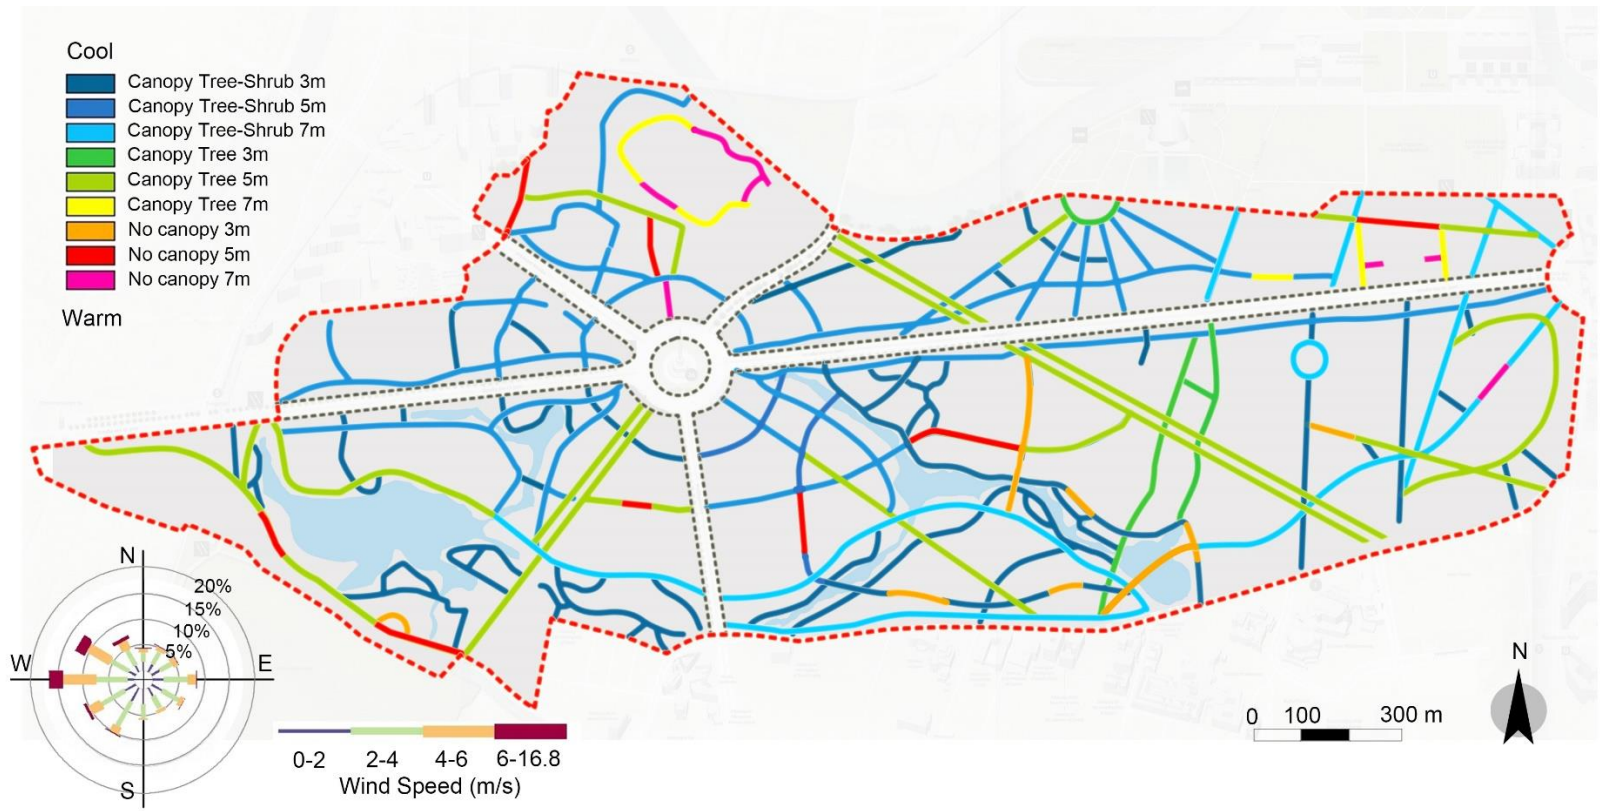 Cool
Canopy Tree-Shrub 3m
Canopy Tree-Shrub 5m
Canopy Tree-Shrub 7m
Canopy Tree 3m
Canopy Tree 5m
Canopy Tree 7m
No canopy 3m
No canopy 5m
No canopy 7m
Warm
N
20%
15%
10%
5%
W
E
S
0-2
2-4
4-6
6-16.8
Wind Speed (m/s)
N
0
100
300 m